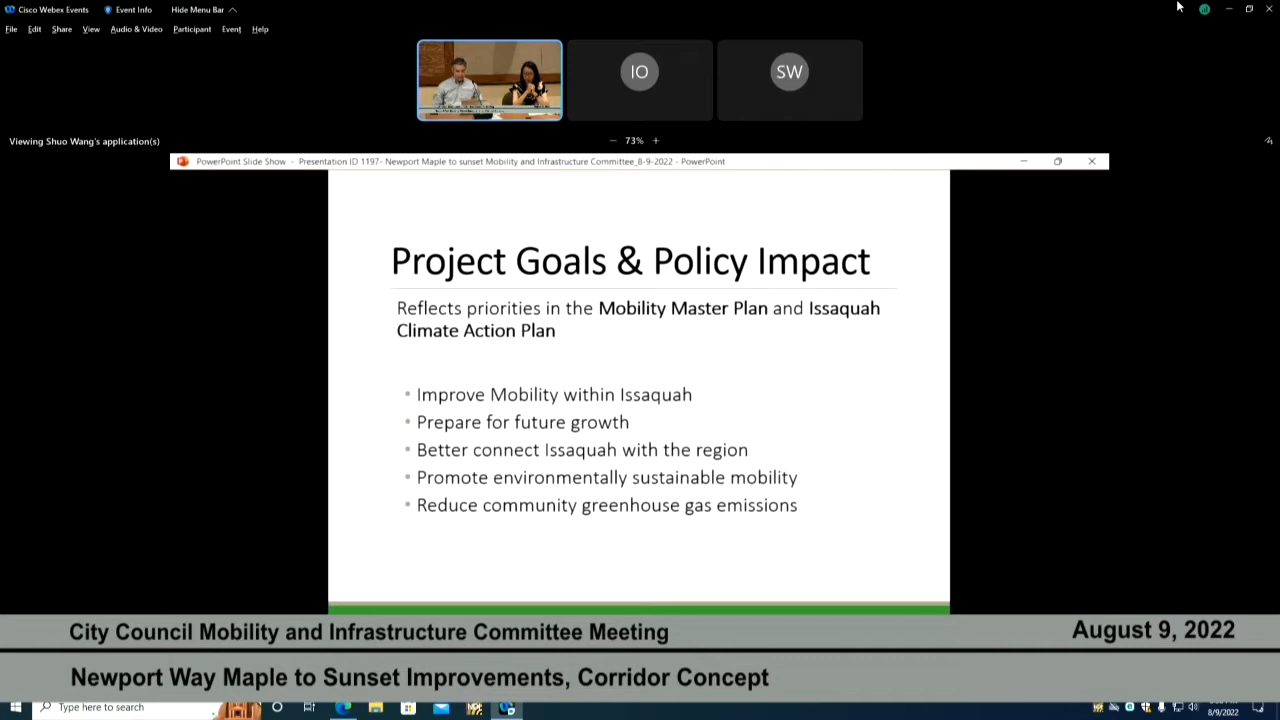 Cisco Webex Events Event Info Hide Menu Bar
File Edit Share View Audio & Video Participant Event Help
IO SW
Viewing Shuo Wang's application(s) 73%
PowerPoint Slide Show - Presentation ID 1197- Newport Maple to sunset Mobility and Infrastructure Committee_8-9-2022 - PowerPoint
Project Goals & Policy Impact
Reflects priorities in the Mobility Master Plan and Issaquah
Climate Action Plan
• Improve Mobility within Issaquah
• Prepare for future growth
• Better connect Issaquah with the region
• Promote environmentally sustainable mobility
• Reduce community greenhouse gas emissions
City Council Mobility and Infrastructure Committee Meeting August 9, 2022
Newport Way Maple to Sunset Improvements, Corridor Concept
Type here to search
8/9/2022